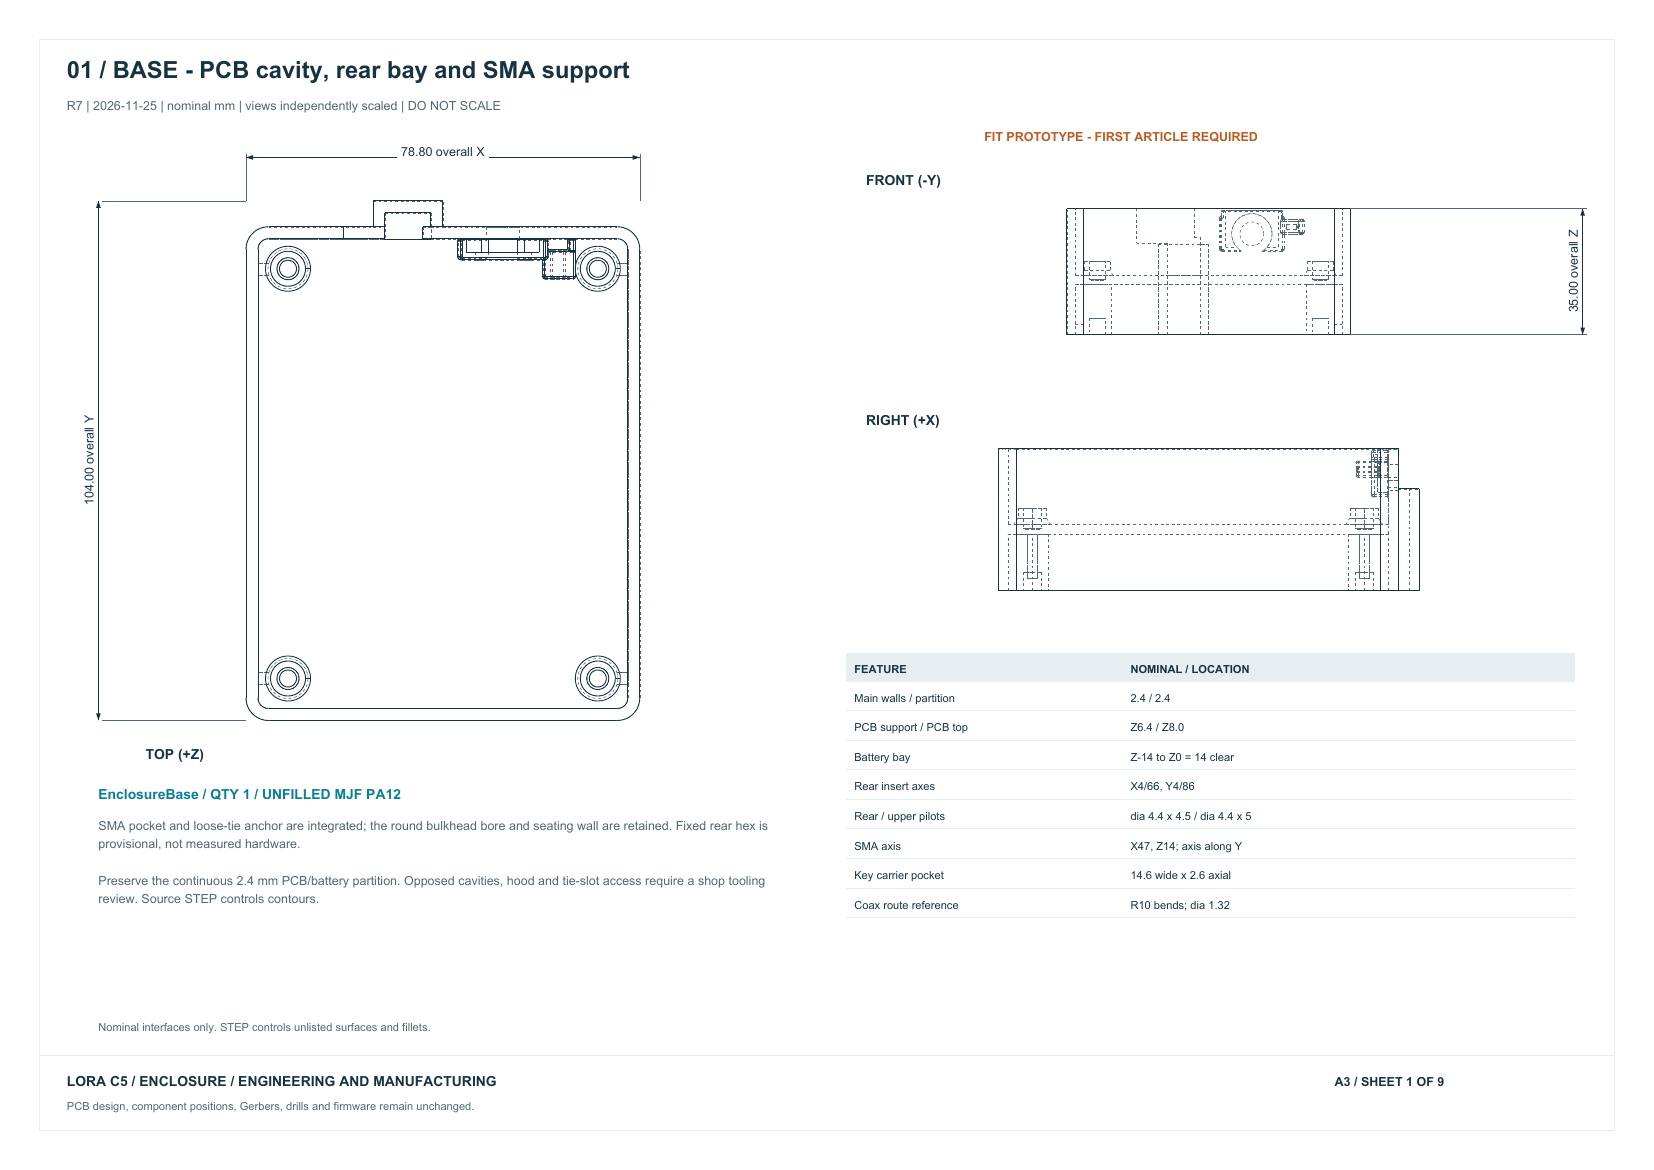 01 / BASE - PCB cavity, rear bay and SMA support
R7 | 2026-11-25 | nominal mm | views independently scaled | DO NOT SCALE
FIT PROTOTYPE - FIRST ARTICLE REQUIRED
78.80 overall X
104.00 overall Y
TOP (+Z)
FRONT (-Y)
35.00 overall Z
RIGHT (+X)
EnclosureBase / QTY 1 / UNFILLED MJF PA12
SMA pocket and loose-tie anchor are integrated; the round bulkhead bore and seating wall are retained. Fixed rear hex is
provisional, not measured hardware.
Preserve the continuous 2.4 mm PCB/battery partition. Opposed cavities, hood and tie-slot access require a shop tooling
review. Source STEP controls contours.
FEATURE NOMINAL / LOCATION
Main walls / partition 2.4 / 2.4
PCB support / PCB top Z6.4 / Z8.0
Battery bay Z-14 to Z0 = 14 clear
Rear insert axes X4/66, Y4/86
Rear / upper pilots dia 4.4 x 4.5 / dia 4.4 x 5
SMA axis X47, Z14; axis along Y
Key carrier pocket 14.6 wide x 2.6 axial
Coax route reference R10 bends; dia 1.32
Nominal interfaces only. STEP controls unlisted surfaces and fillets.
LORA C5 / ENCLOSURE / ENGINEERING AND MANUFACTURING
A3 / SHEET 1 OF 9
PCB design, component positions, Gerbers, drills and firmware remain unchanged.